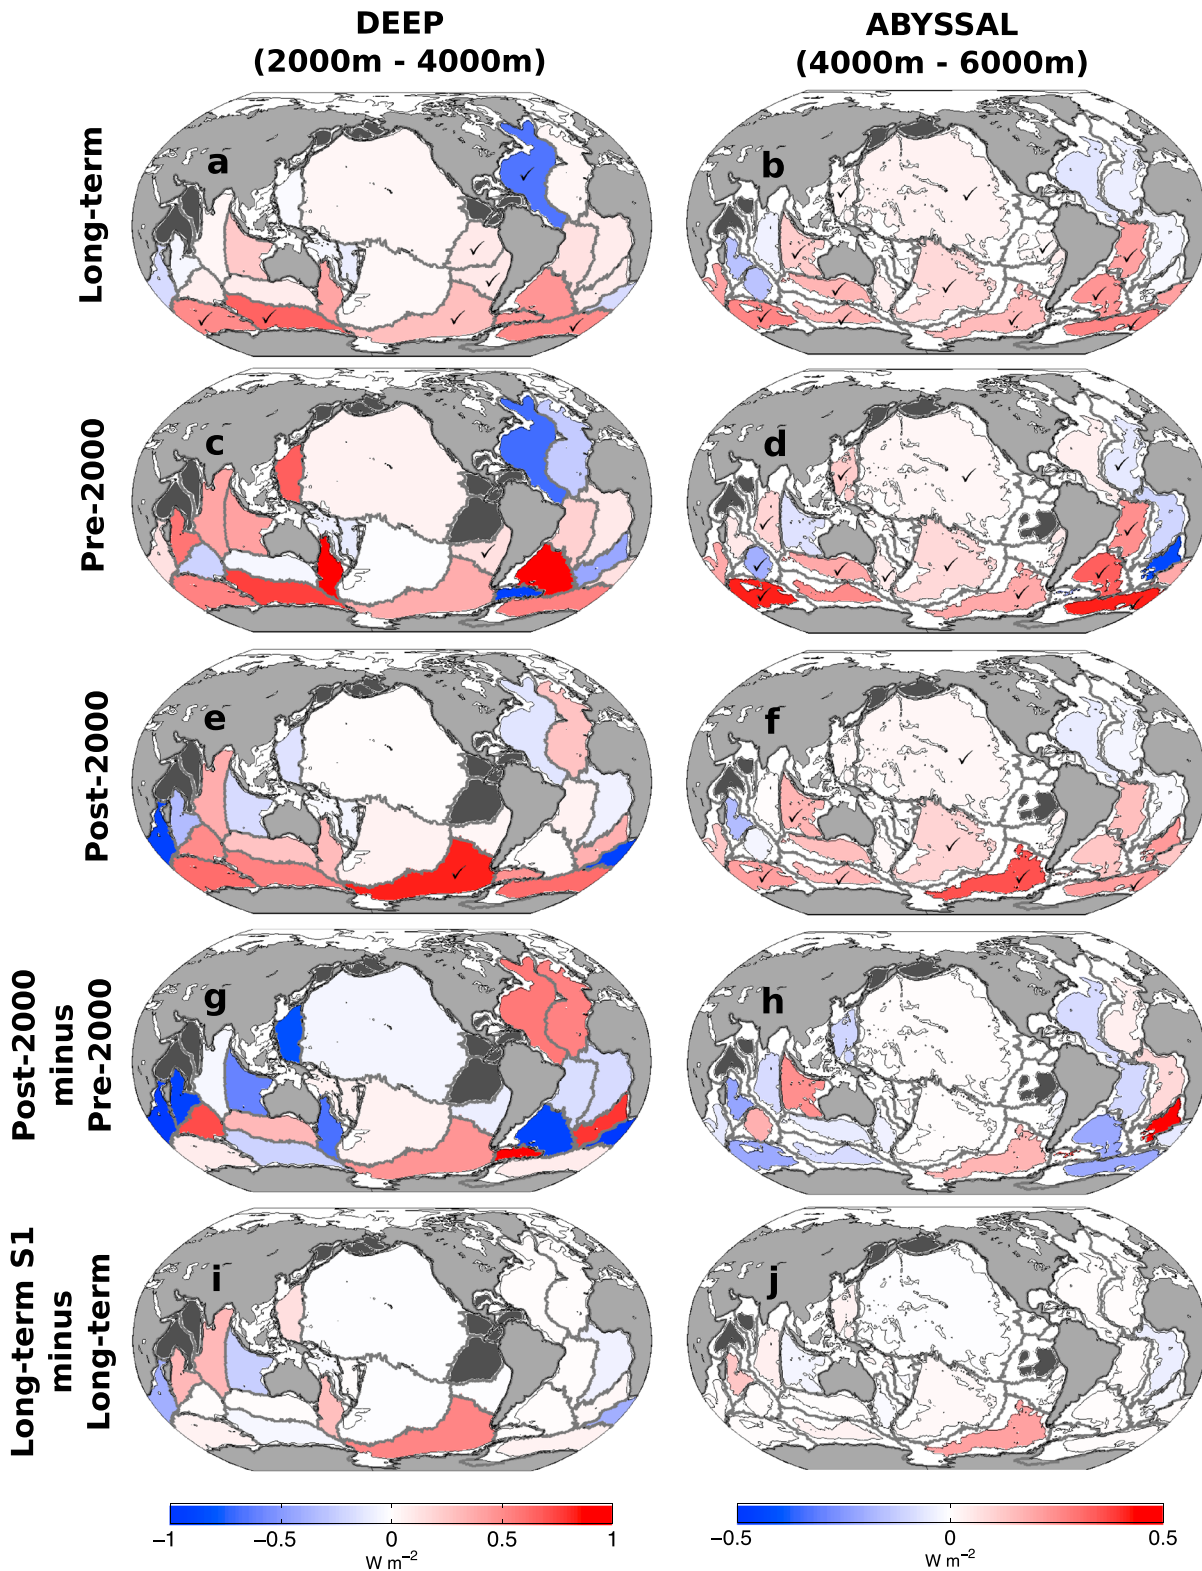 DEEP
(2000m - 4000m)
ABYSSAL
(4000m - 6000m)
Long-term
a
b
Pre-2000
c
d
Post-2000
e
f
Post-2000
minus
Pre-2000
g
h
Long-term S1
minus
Long-term
i
j
−1
−0.5
0
0.5
1
W m−2
−0.5
0
0.5
W m−2